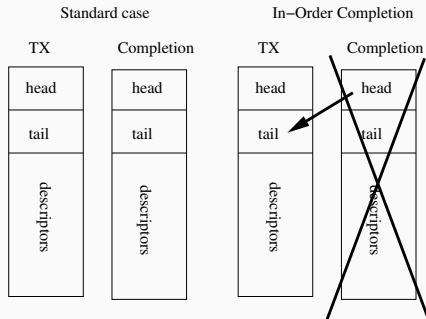 Standard case
In−Order Completion
TX
Completion
TX
Completion
head
head
head
head
tail
tail
tail
tail
descriptors
descriptors
descriptors
descriptors